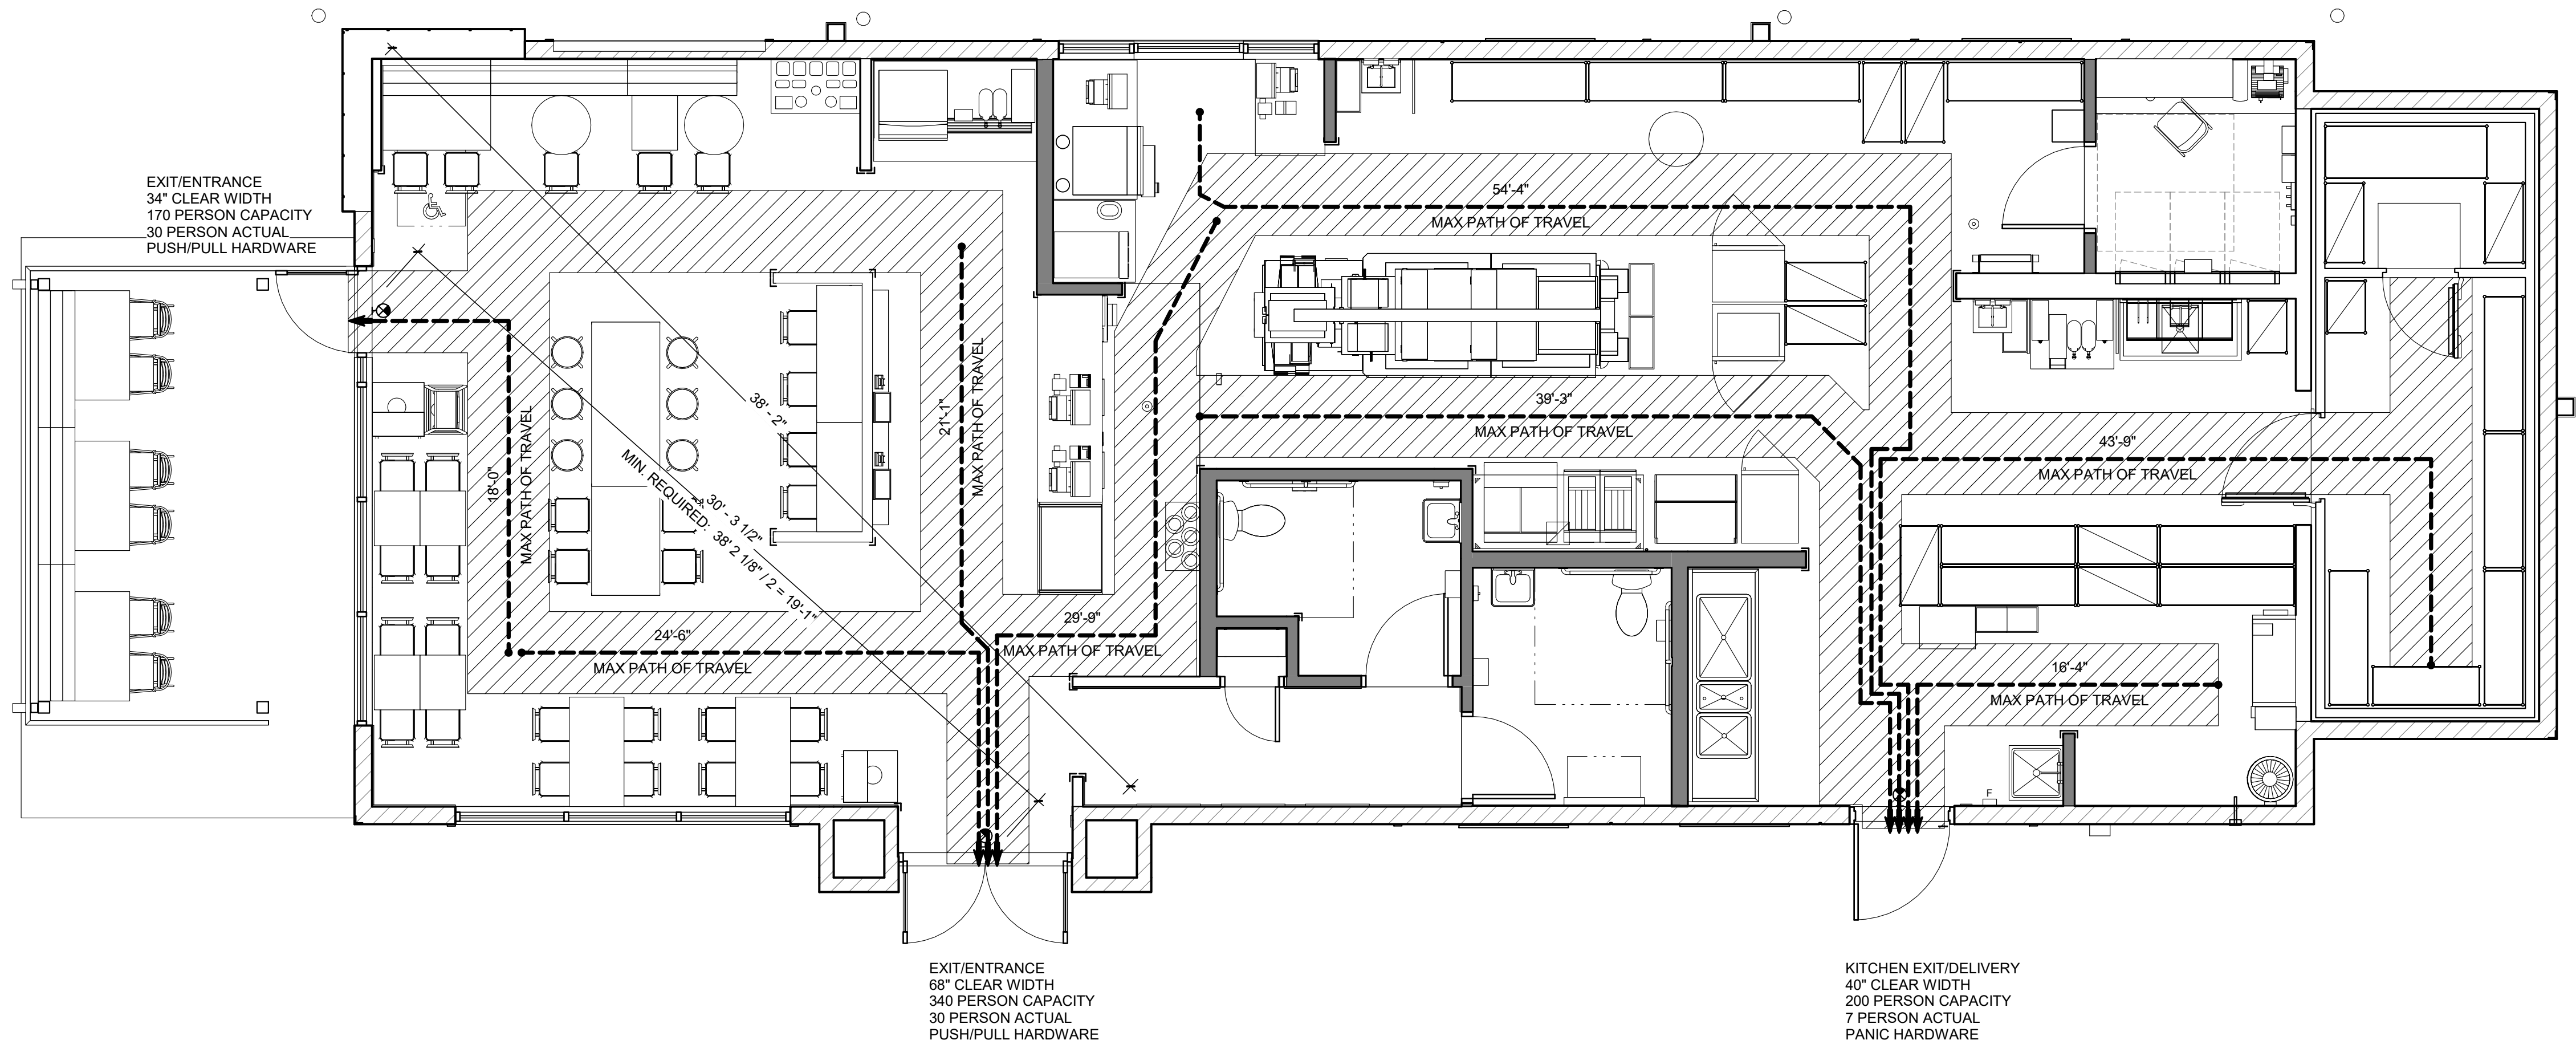 EXIT/ENTRANCE
34" CLEAR WIDTH
170 PERSON CAPACITY
30 PERSON ACTUAL
PUSH/PULL HARDWARE
54'-4"
MAX PATH OF TRAVEL
39'-3"
MAX PATH OF TRAVEL
43'-9"
MAX PATH OF TRAVEL
21'-1"
MAX PATH OF TRAVEL
38' - 2"
18'-0"
MAX PATH OF TRAVEL
30' - 3 1/2"
MIN. REQUIRED: 38' 2 1/8" / 2 = 19'-1"
29'-9"
MAX PATH OF TRAVEL
24'-6"
MAX PATH OF TRAVEL
16'-4"
MAX PATH OF TRAVEL
F
EXIT/ENTRANCE
68" CLEAR WIDTH
340 PERSON CAPACITY
30 PERSON ACTUAL
PUSH/PULL HARDWARE
KITCHEN EXIT/DELIVERY
40" CLEAR WIDTH
200 PERSON CAPACITY
7 PERSON ACTUAL
PANIC HARDWARE